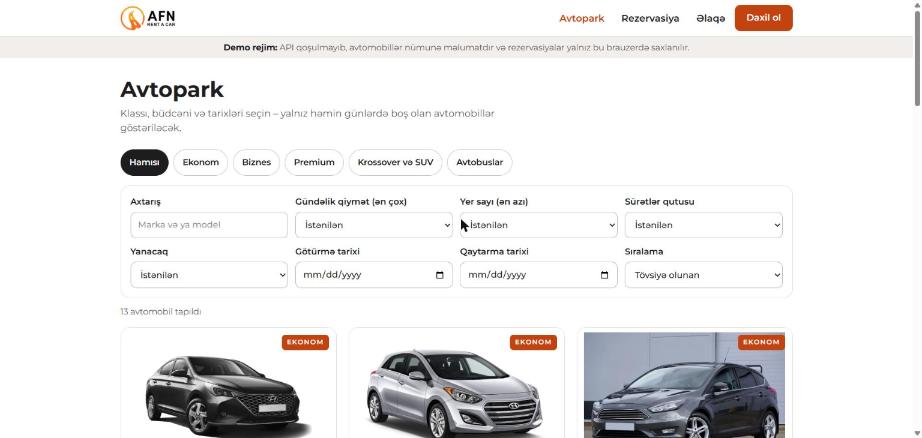 AFN
RENT A CAR
Avtopark
Rezervasiya
Əlaqə
Daxil ol
Demo rejim: API qoşulmayıb, avtomobillər nümunə məlumatdır və rezervasiyalar yalnız bu brauzerdə saxlanılır.
Avtopark
Klassı, büdcəni və tarixləri seçin – yalnız həmin günlərdə boş olan avtomobillər
göstəriləcək.
Hamısı
Ekonom
Biznes
Premium
Krossover və SUV
Avtobuslar
Axtarış
Gündəlik qiymət (ən çox)
Yer sayı (ən azı)
Sürətlər qutusu
Marka və ya model
İstənilən
İstənilən
İstənilən
Yanacaq
Götürmə tarixi
Qaytarma tarixi
Sıralama
İstənilən
mm/dd/yyyy
mm/dd/yyyy
Tövsiyə olunan
13 avtomobil tapıldı
EKONOM
EKONOM
EKONOM